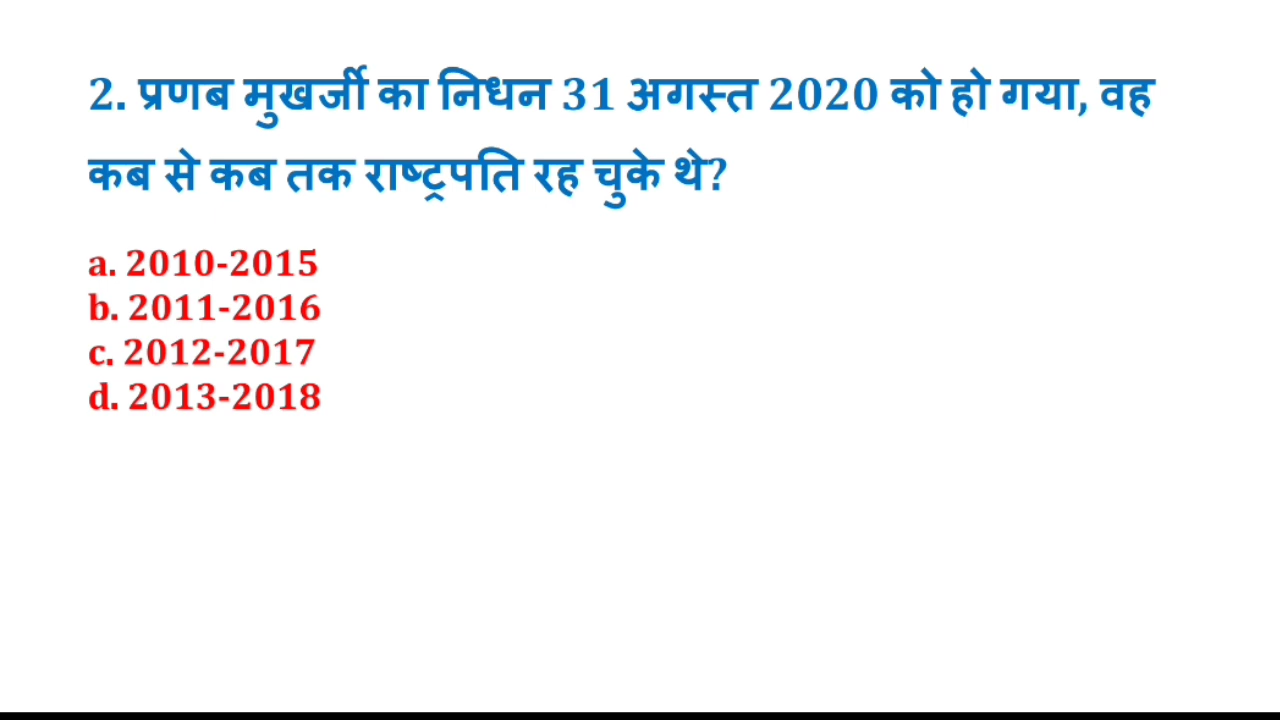 2. प्रणब मुखर्जी का निधन 31 अगस्त 2020 को हो गया, वह
कब से कब तक राष्ट्रपति रह चुके थे?
a. 2010-2015
b. 2011-2016
c. 2012-2017
d. 2013-2018